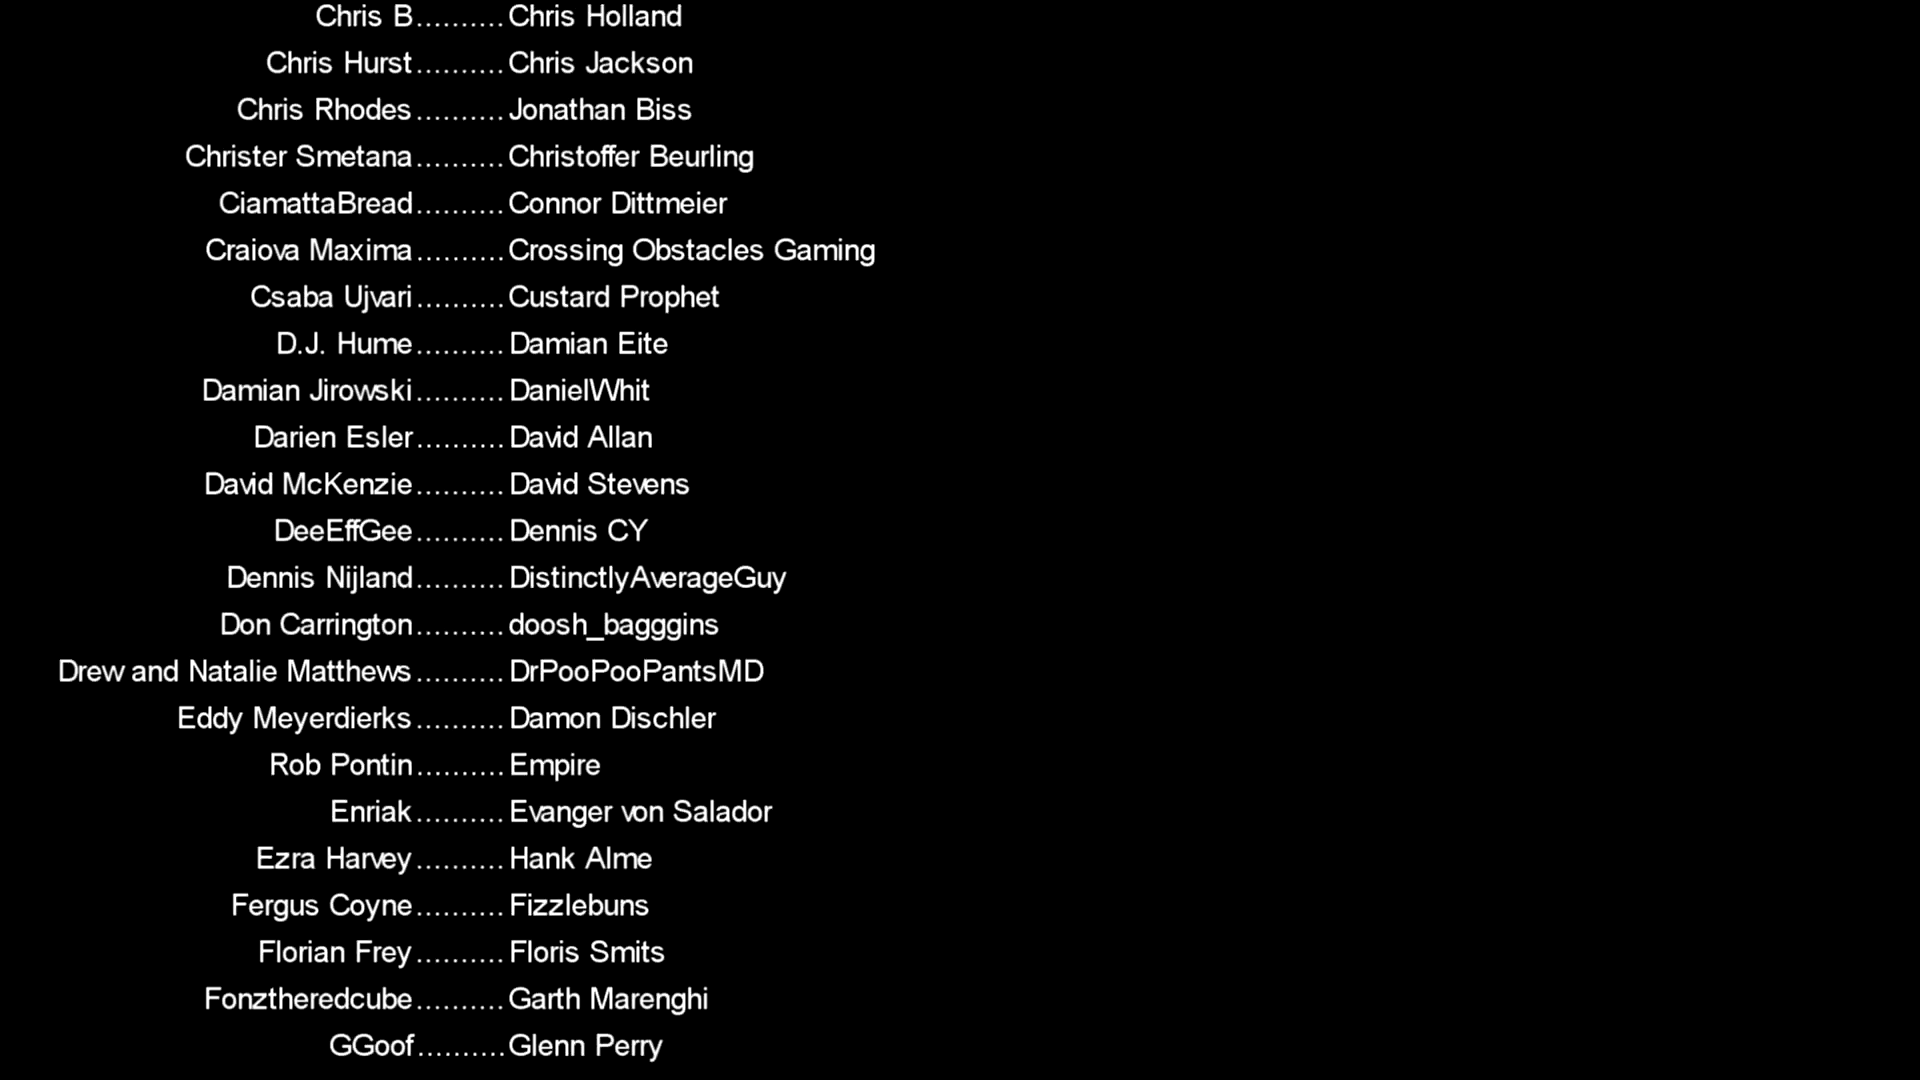 Chris B..........Chris Holland
Chris Hurst..........Chris Jackson
Chris Rhodes..........Jonathan Biss
Christer Smetana..........Christoffer Beurling
CiamattaBread..........Connor Dittmeier
Craiova Maxima..........Crossing Obstacles Gaming
Csaba Ujvari..........Custard Prophet
D.J. Hume..........Damian Eite
Damian Jirowski..........DanielWhit
Darien Esler..........David Allan
David McKenzie..........David Stevens
DeeEffGee..........Dennis CY
Dennis Nijland..........DistinctlyAverageGuy
Don Carrington..........doosh_bagggins
Drew and Natalie Matthews..........DrPooPooPantsMD
Eddy Meyerdierks..........Damon Dischler
Rob Pontin..........Empire
Enriak..........Evanger von Salador
Ezra Harvey..........Hank Alme
Fergus Coyne..........Fizzlebuns
Florian Frey..........Floris Smits
Fonztheredcube..........Garth Marenghi
GGoof..........Glenn Perry